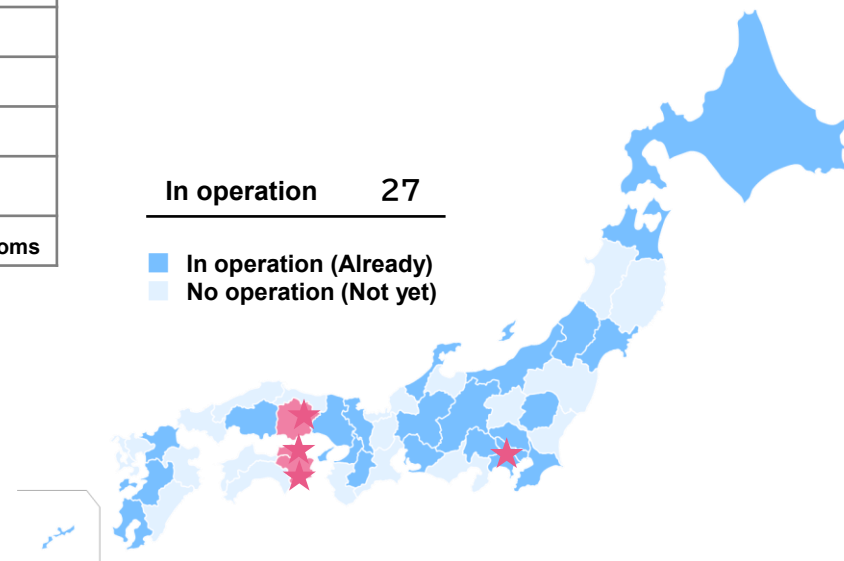 In operation 27
In operation (Already)
No operation (Not yet)
oms